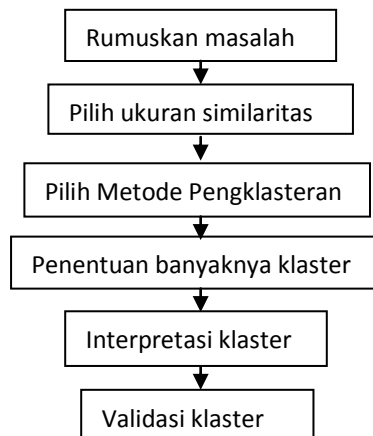 Rumuskan masalah
Pilih ukuran similaritas
Pilih Metode Pengklasteran
Penentuan banyaknya klaster
Interpretasi klaster
Validasi klaster